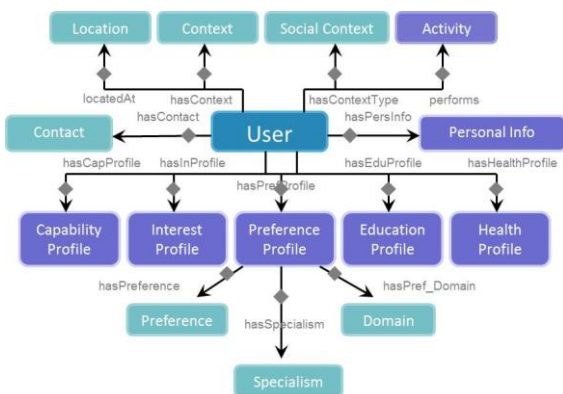 Location
Context
Social Context
Activity
locatedAt
hasContext
hasContextType
performs
hasContact
hasPersInfo
Contact
User
Personal Info
hasCapProfile
hasInProfile
hasPrefProfile
hasEduProfile
hasHealthProfile
Capability
Profile
Interest
Profile
Preference
Profile
Education
Profile
Health
Profile
hasPreference
hasPref_Domain
Preference
hasSpecialism
Domain
Specialism